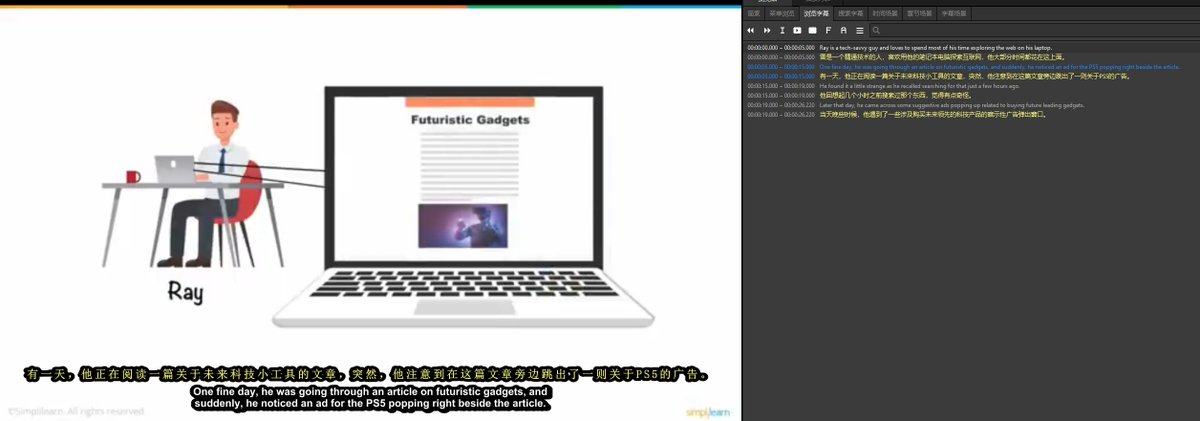 菜单浏览 浏览字幕 搜索字幕 时间场景 章节场景 字幕场景
00:00:00.000 – 00:00:05.000 Ray is a tech-savvy guy and loves to spend most of his time exploring the web on his laptop.
00:00:00.000 – 00:00:05.000 雷是一个精通技术的人，喜欢用他的笔记本电脑探索互联网，他大部分时间都花在这上面。
00:00:05.000 – 00:00:15.000 One fine day, he was going through an article on futuristic gadgets, and suddenly, he noticed an ad for the PS5 popping right beside the article.
00:00:05.000 – 00:00:15.000 有一天，他正在阅读一篇关于未来科技小工具的文章，突然，他注意到在这篇文章旁边跳出了一则关于PS5的广告。
00:00:15.000 – 00:00:19.000 He found it a little strange as he recalled searching for that just a few hours ago.
00:00:15.000 – 00:00:19.000 他回想起几个小时之前搜索过那个东西，觉得有点奇怪。
00:00:19.000 – 00:00:26.220 Later that day, he came across some suggestive ads popping up related to buying future leading gadgets.
00:00:19.000 – 00:00:26.220 当天晚些时候，他遇到了一些涉及购买未来领先的科技产品的暗示性广告弹出窗口。
Futuristic Gadgets
Ray
有一天，他正在阅读一篇关于未来科技小工具的文章，突然，他注意到在这篇文章旁边跳出了一则关于PS5的广告。
One fine day, he was going through an article on futuristic gadgets, and
suddenly, he noticed an ad for the PS5 popping right beside the article.
©Simplilearn. All rights reserved.
simplilearn